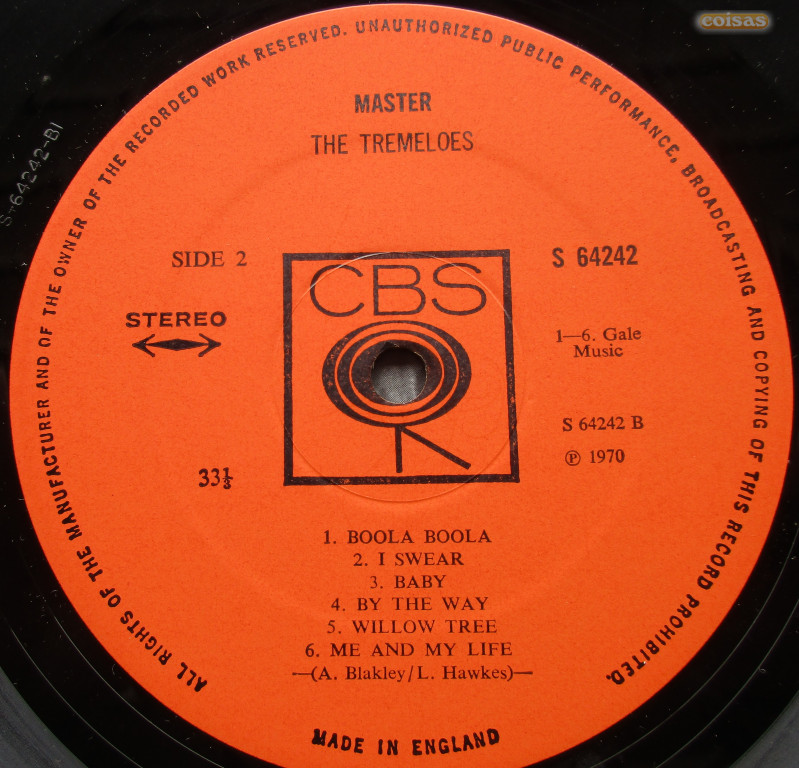 coisas
ALL RIGHTS OF THE MANUFACTURER AND OF THE OWNER OF THE RECORDED WORK RESERVED. UNAUTHORIZED PUBLIC PERFORMANCE, BROADCASTING AND COPYING OF THIS RECORD PROHIBITED.
S-64242-B1
MASTER
THE TREMELOES
SIDE 2
S 64242
CBS
STEREO
1—6. Gale
Music
S 64242 B
℗ 1970
33⅓
1. BOOLA BOOLA
2. I SWEAR
3. BABY
4. BY THE WAY
5. WILLOW TREE
6. ME AND MY LIFE
—(A. Blakley/L. Hawkes)—
MADE IN ENGLAND